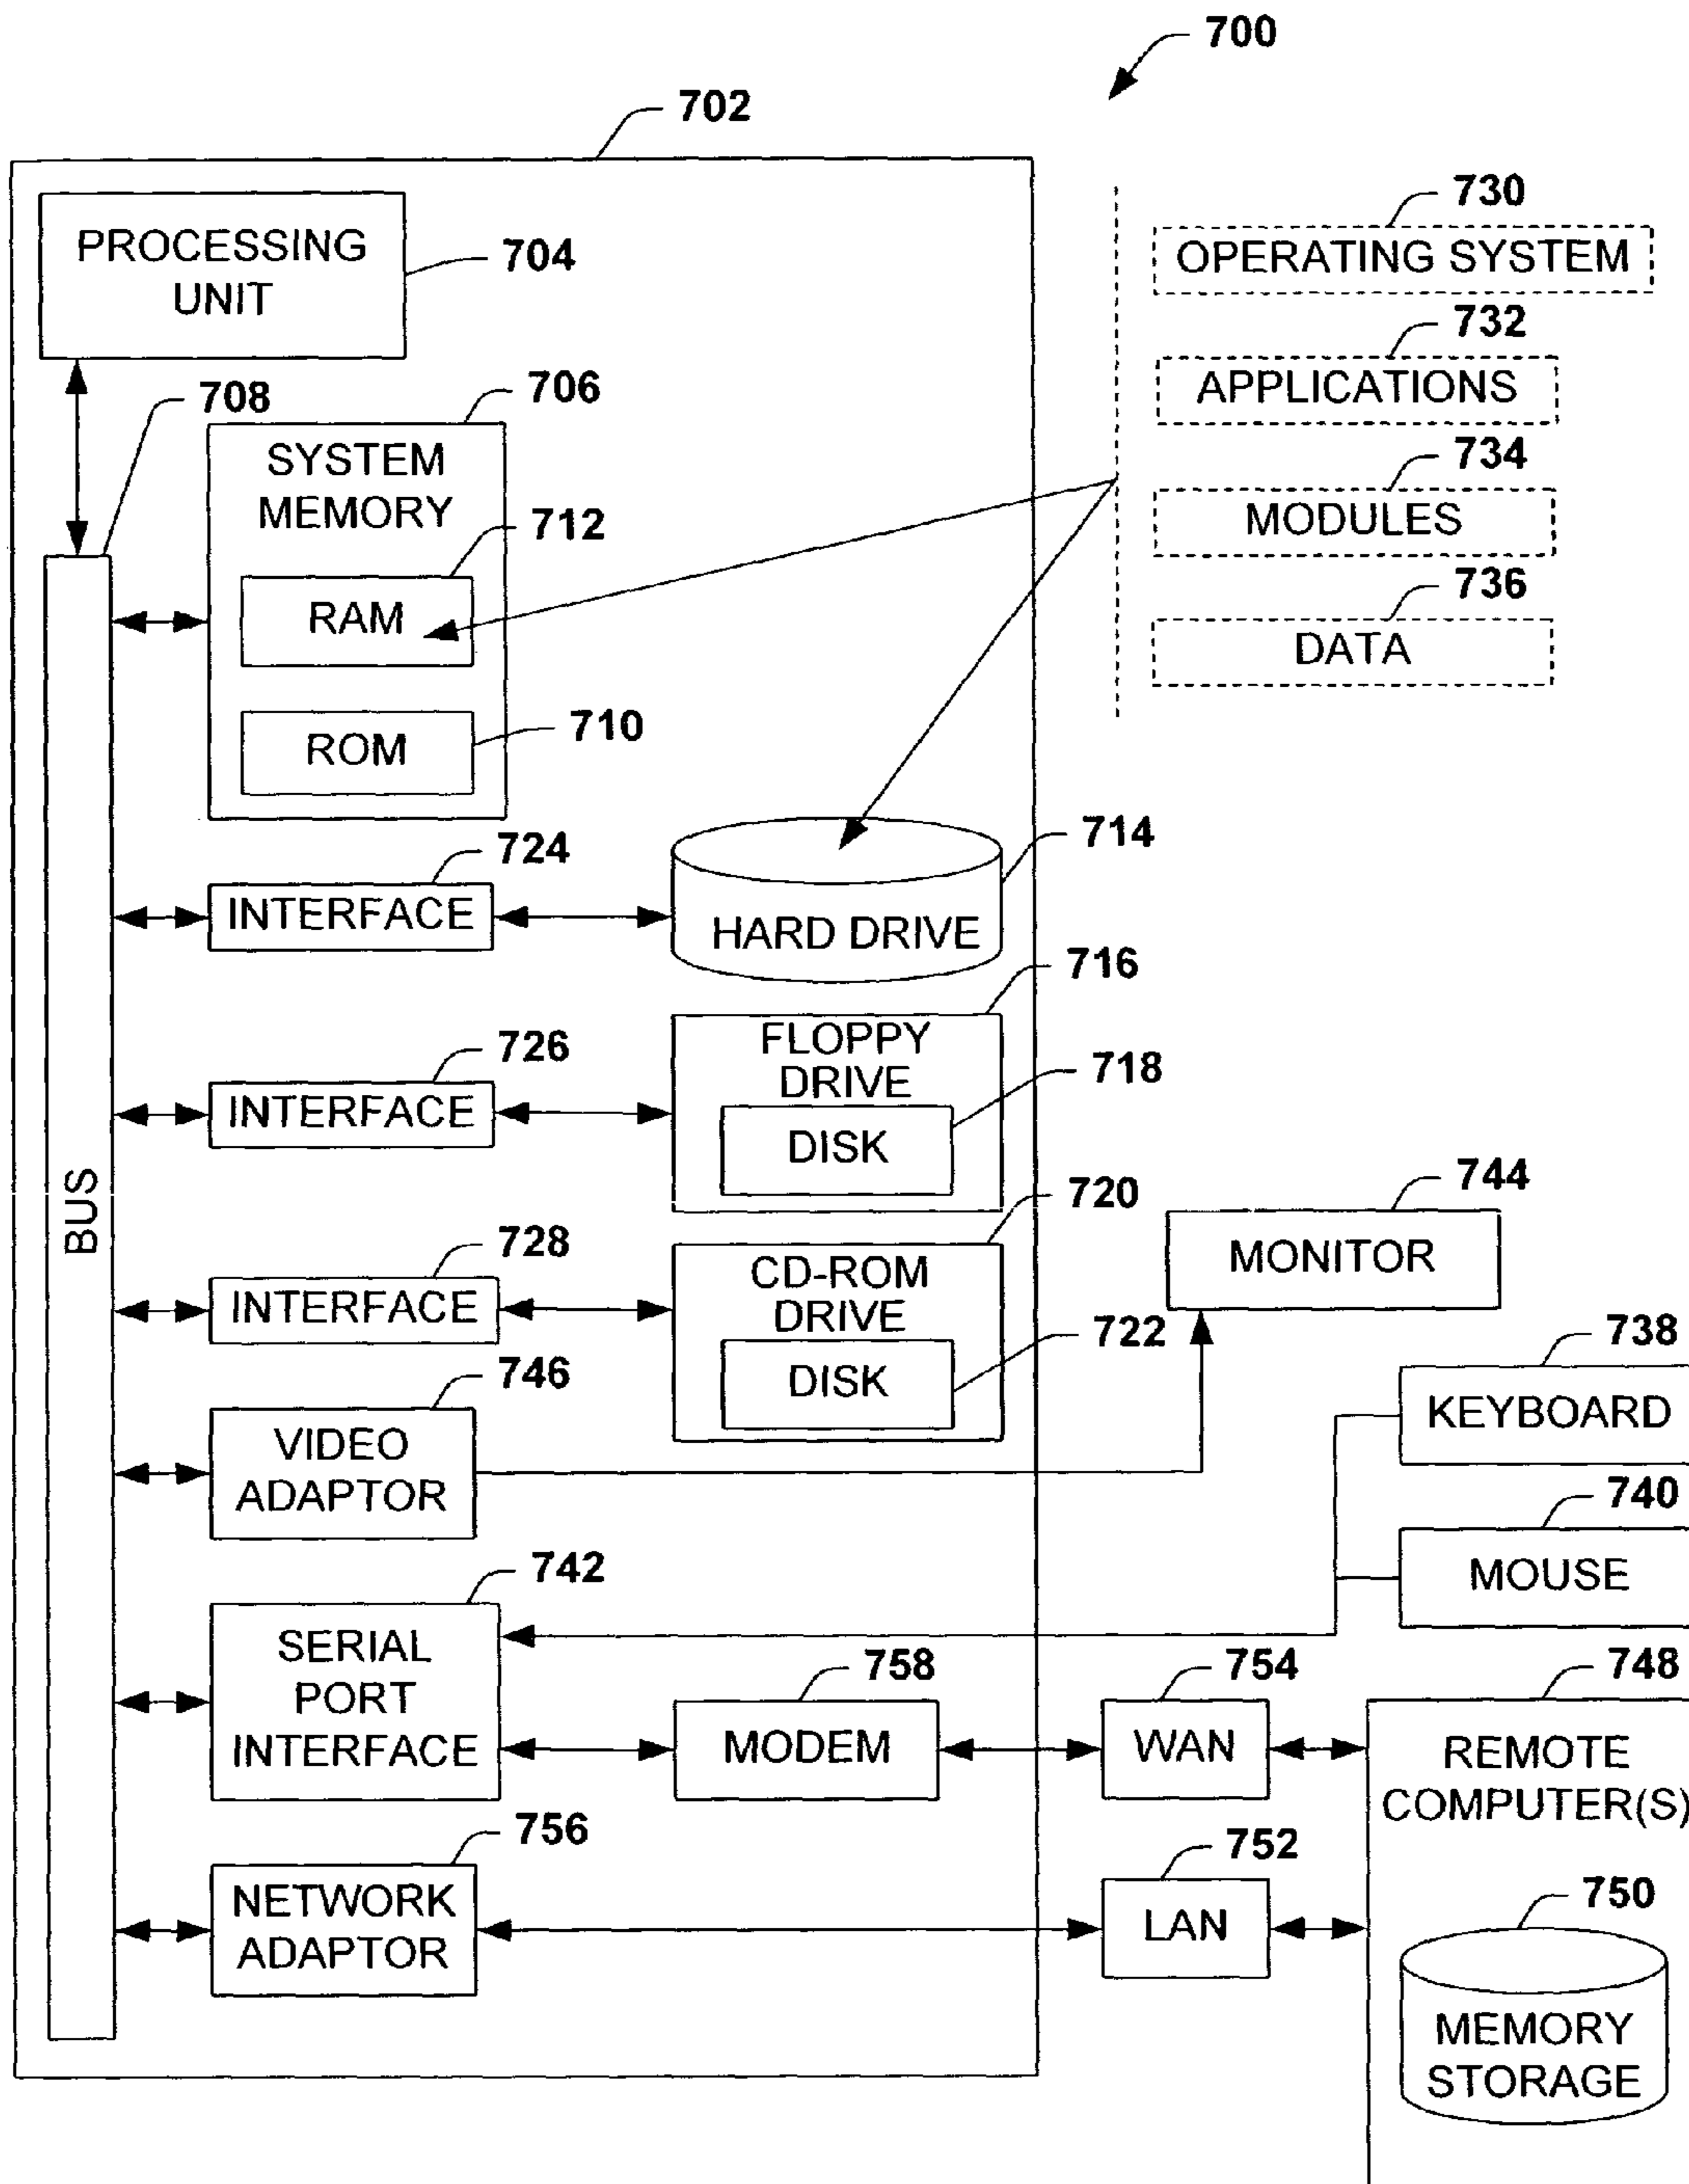 700
702
PROCESSING
UNIT
704
730
OPERATING SYSTEM
732
APPLICATIONS
734
MODULES
736
DATA
708
706
SYSTEM
MEMORY
712
RAM
710
ROM
BUS
724
INTERFACE
714
HARD DRIVE
726
INTERFACE
716
FLOPPY
DRIVE
718
DISK
728
INTERFACE
720
CD-ROM
DRIVE
722
DISK
744
MONITOR
746
VIDEO
ADAPTOR
738
KEYBOARD
740
MOUSE
742
SERIAL
PORT
INTERFACE
758
MODEM
754
WAN
748
REMOTE
COMPUTER(S)
756
NETWORK
ADAPTOR
752
LAN
750
MEMORY
STORAGE